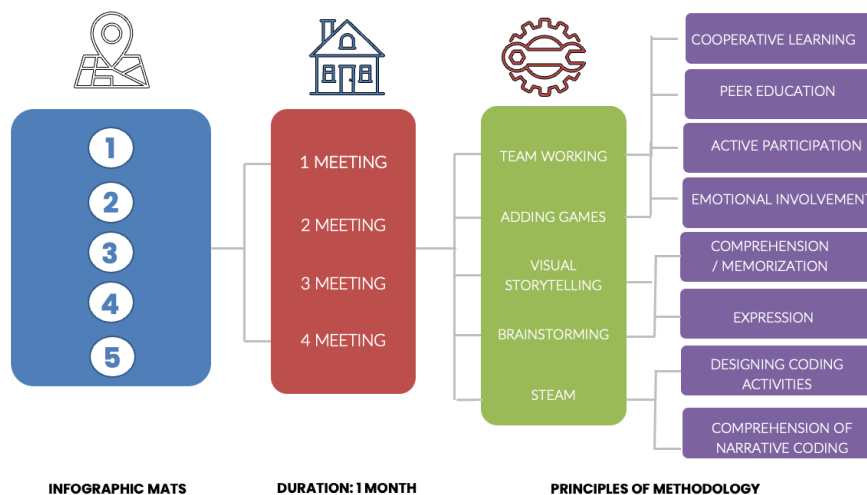 1
2
3
4
5
1 MEETING
2 MEETING
3 MEETING
4 MEETING
TEAM WORKING
ADDING GAMES
VISUAL
STORYTELLING
BRAINSTORMING
STEAM
COOPERATIVE LEARNING
PEER EDUCATION
ACTIVE PARTICIPATION
EMOTIONAL INVOLVEMENT
COMPREHENSION
/ MEMORIZATION
EXPRESSION
DESIGNING CODING
ACTIVITIES
COMPREHENSION OF
NARRATIVE CODING
INFOGRAPHIC MATS
DURATION: 1 MONTH
PRINCIPLES OF METHODOLOGY